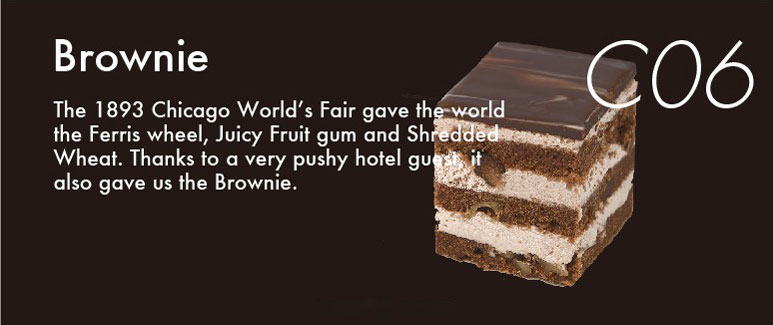 Brownie
C06
The 1893 Chicago World's Fair gave the world
the Ferris wheel, Juicy Fruit gum and Shredded
Wheat. Thanks to a very pushy hotel guest, it
also gave us the Brownie.